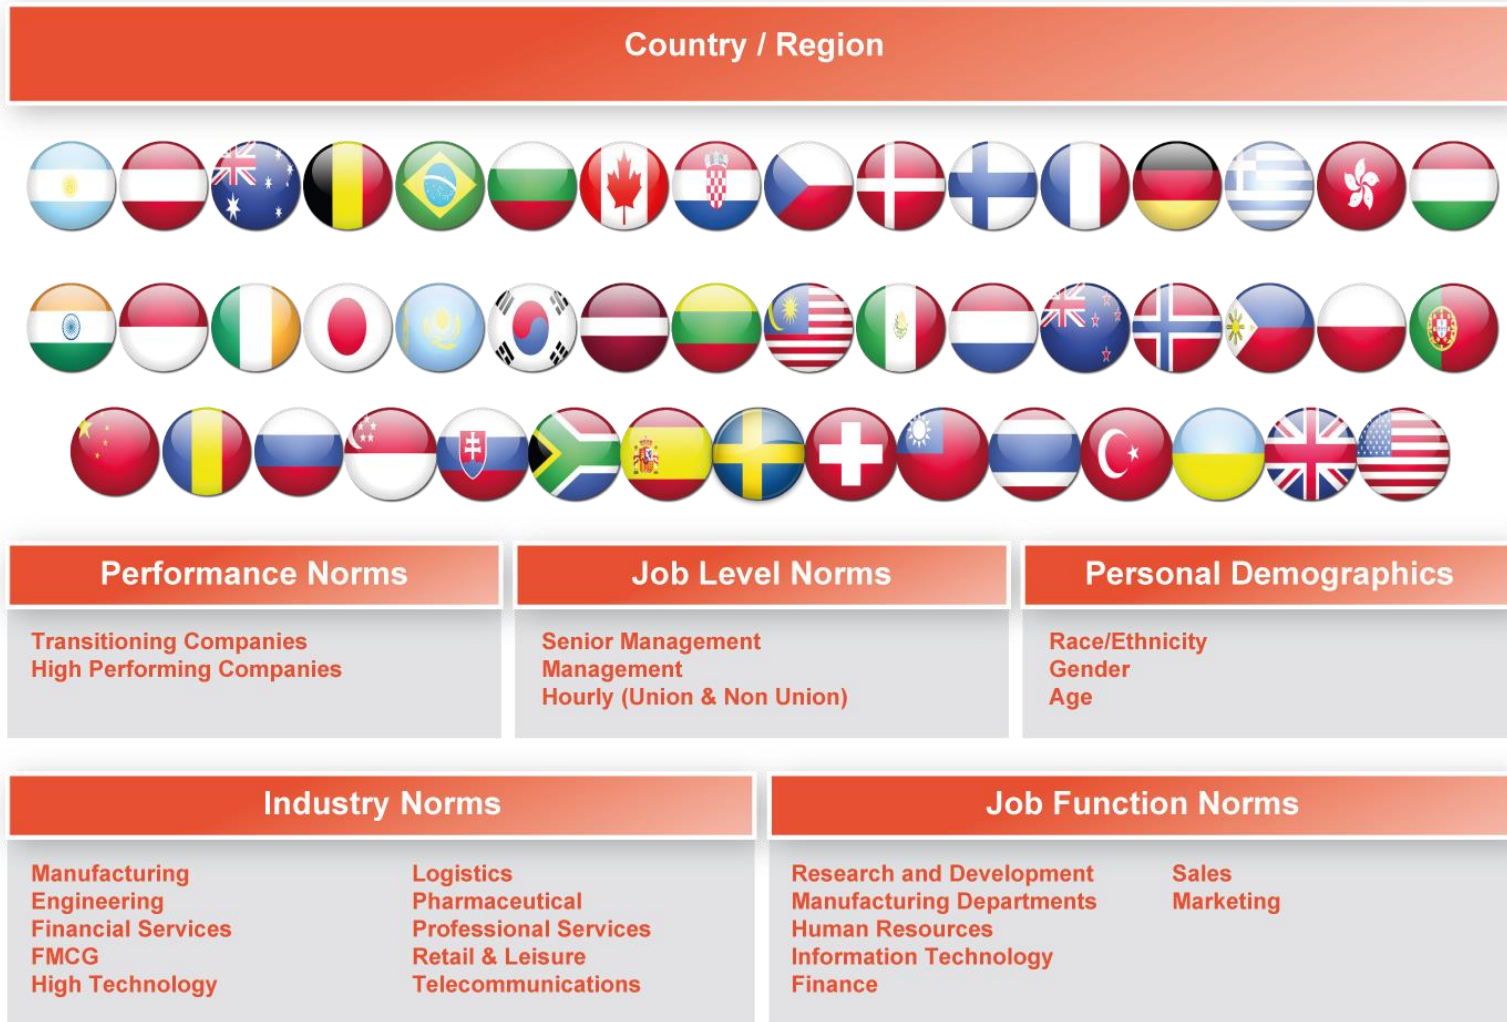 Country / Region
Performance Norms
Transitioning Companies
High Performing Companies
Job Level Norms
Senior Management
Management
Hourly (Union & Non Union)
Personal Demographics
Race/Ethnicity
Gender
Age
Industry Norms
Manufacturing
Engineering
Financial Services
FMCG
High Technology
Logistics
Pharmaceutical
Professional Services
Retail & Leisure
Telecommunications
Job Function Norms
Research and Development
Manufacturing Departments
Human Resources
Information Technology
Finance
Sales
Marketing